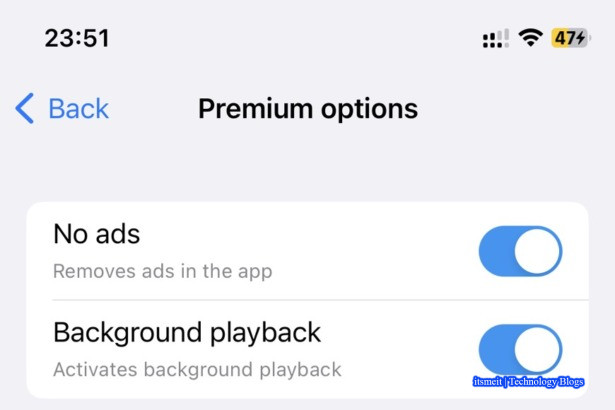 23:51
47
Back
Premium options
No ads
Removes ads in the app
Background playback
Activates background playback
itsmeit | Technology Blogs